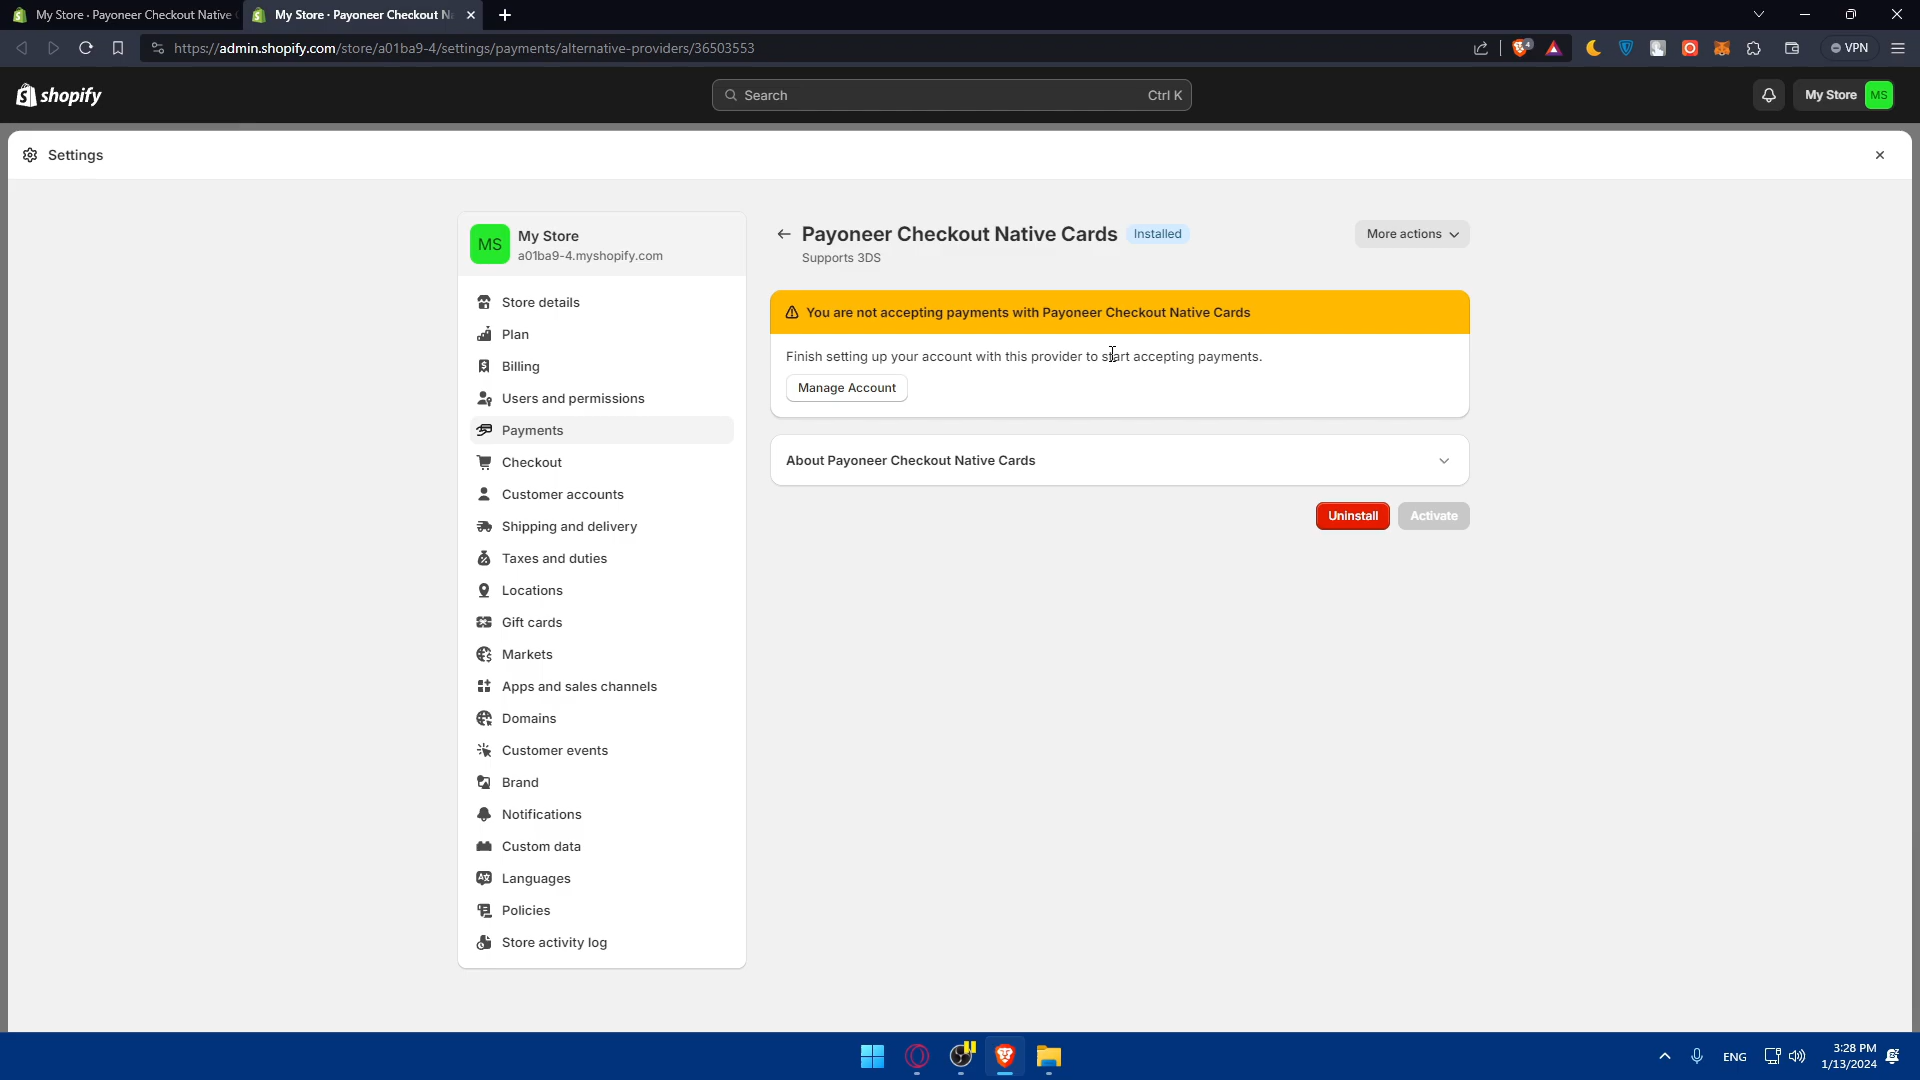 My Store · Payoneer Checkout Native
My Store · Payoneer Checkout N
https://admin.shopify.com/store/a01ba9-4/settings/payments/alternative-providers/36503553
4
VPN
shopify
Search
Ctrl K
My Store
MS
Settings
MS
My Store
a01ba9-4.myshopify.com
Store details
Plan
Billing
Users and permissions
Payments
Checkout
Customer accounts
Shipping and delivery
Taxes and duties
Locations
Gift cards
Markets
Apps and sales channels
Domains
Customer events
Brand
Notifications
Custom data
Languages
Policies
Store activity log
Payoneer Checkout Native Cards
Installed
Supports 3DS
More actions
You are not accepting payments with Payoneer Checkout Native Cards
Finish setting up your account with this provider to start accepting payments.
Manage Account
About Payoneer Checkout Native Cards
Uninstall
Activate
ENG
3:28 PM
1/13/2024